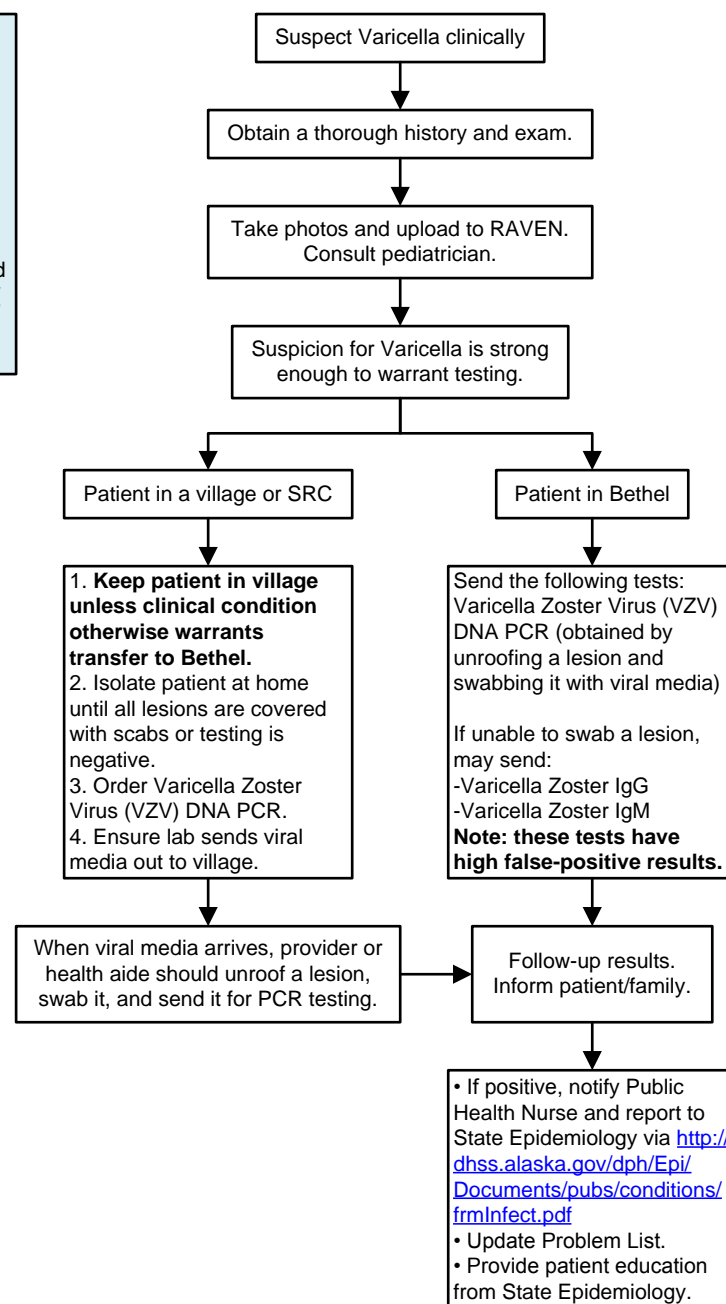 Suspect Varicella clinically
Obtain a thorough history and exam.
Take photos and upload to RAVEN.
Consult pediatrician.
Suspicion for Varicella is strong
enough to warrant testing.
Patient in a village or SRC
1. Keep patient in village
unless clinical condition
otherwise warrants
transfer to Bethel.
2. Isolate patient at home
until all lesions are covered
with scabs or testing is
negative.
3. Order Varicella Zoster
Virus (VZV) DNA PCR.
4. Ensure lab sends viral
media out to village.
When viral media arrives, provider or
health aide should unroof a lesion,
swab it, and send it for PCR testing.
Patient in Bethel
Send the following tests:
Varicella Zoster Virus (VZV)
DNA PCR (obtained by
unroofing a lesion and
swabbing it with viral media)
If unable to swab a lesion,
may send:
-Varicella Zoster IgG
-Varicella Zoster IgM
Note: these tests have
high false-positive results.
Follow-up results.
Inform patient/family.
• If positive, notify Public
Health Nurse and report to
State Epidemiology via http://
dhss.alaska.gov/dph/Epi/
Documents/pubs/conditions/
frmInfect.pdf
• Update Problem List.
• Provide patient education
from State Epidemiology.